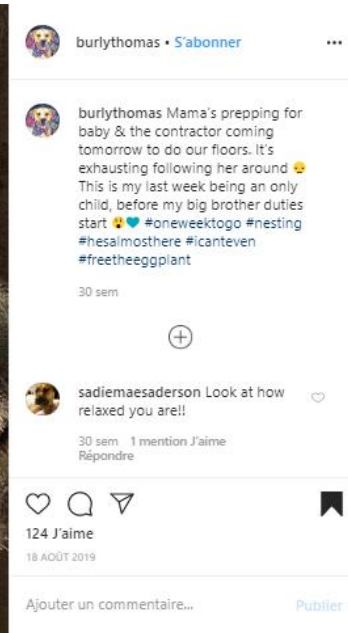 burlythomas • S'abonner
burlythomas Mama's prepping for
baby & the contractor coming
tomorrow to do our floors. It's
exhausting following her around 😞
This is my last week being an only
child, before my big brother duties
start 😲💙 #oneweektogo #nesting
#hesalmosthere #icanteven
#freetheeggplant
30 sem
sadiemaesaderson Look at how
relaxed you are!!
30 sem 1 mention J'aime
Répondre
124 J'aime
18 AOÛT 2019
Ajouter un commentaire... Publier